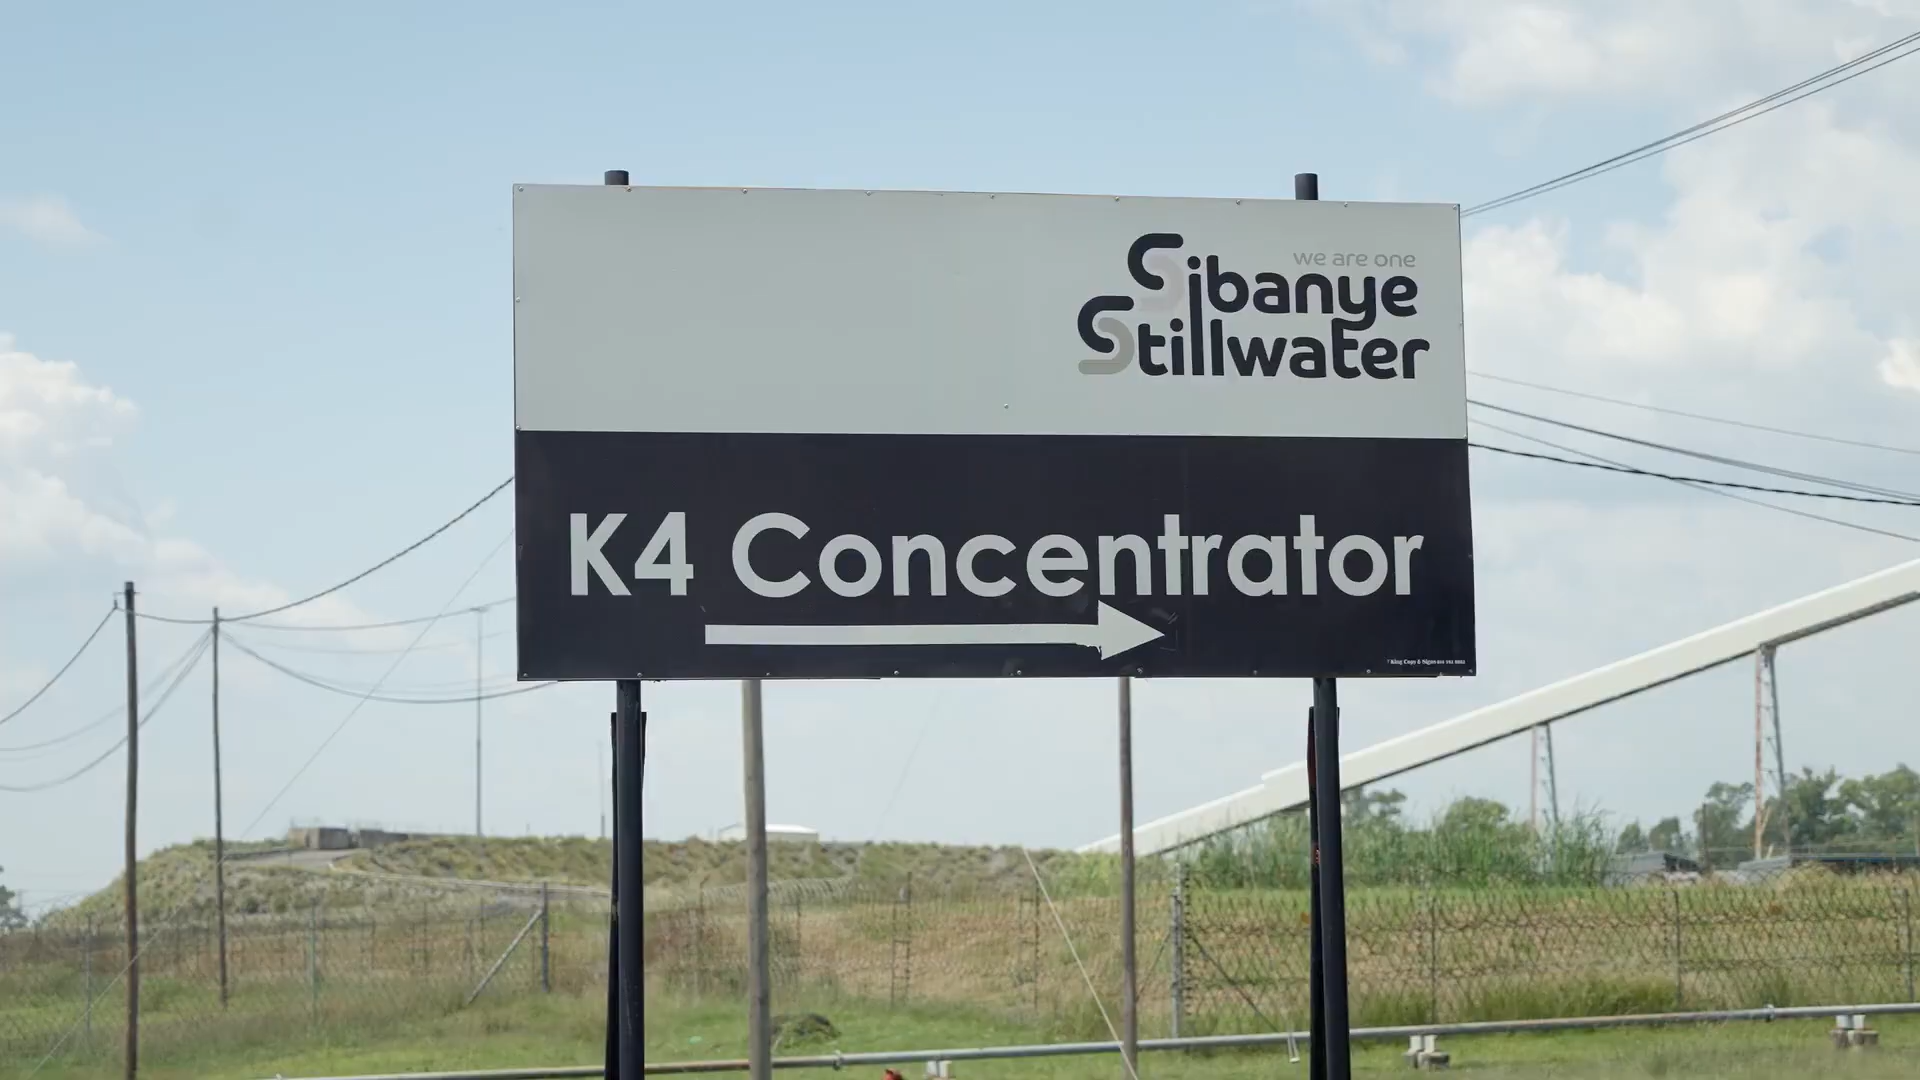 we are one
Sibanye
Stillwater
K4 Concentrator